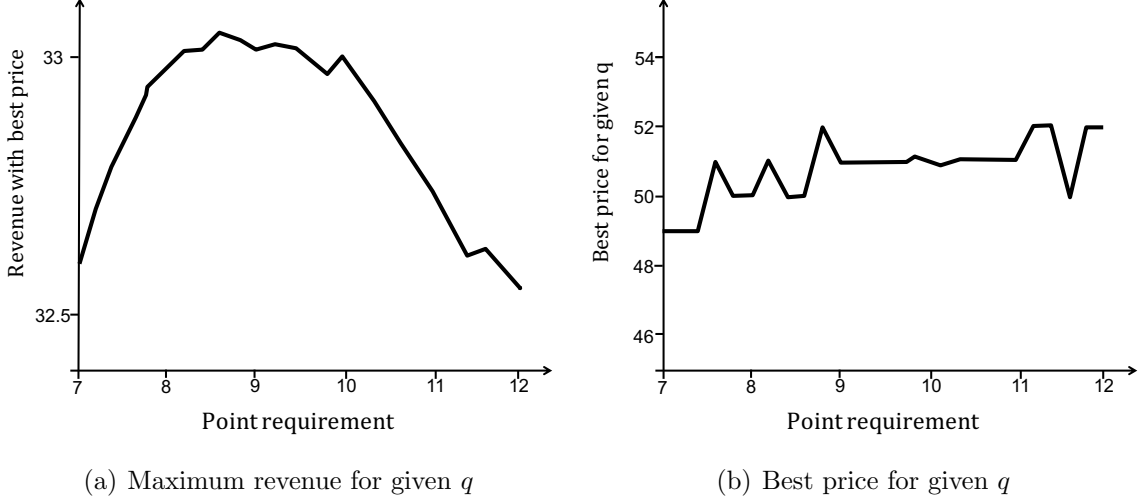 Revenue with best price
33
32.5
7 8 9 10 11 12
Point requirement
(a) Maximum revenue for given q
Best price for given q
54
52
50
48
46
7 8 9 10 11 12
Point requirement
(b) Best price for given q